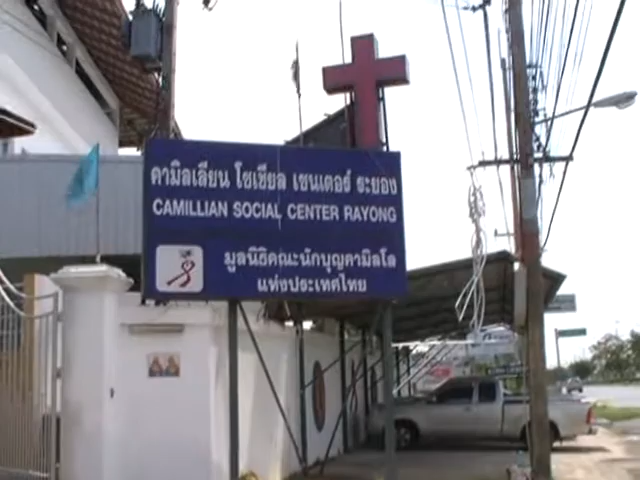 คามิลเลียน โซเชียล เซนเตอร์ ระยอง
CAMILLIAN SOCIAL CENTER RAYONG
มูลนิธิคณะนักบุญคามิลโล
แห่งประเทศไทย